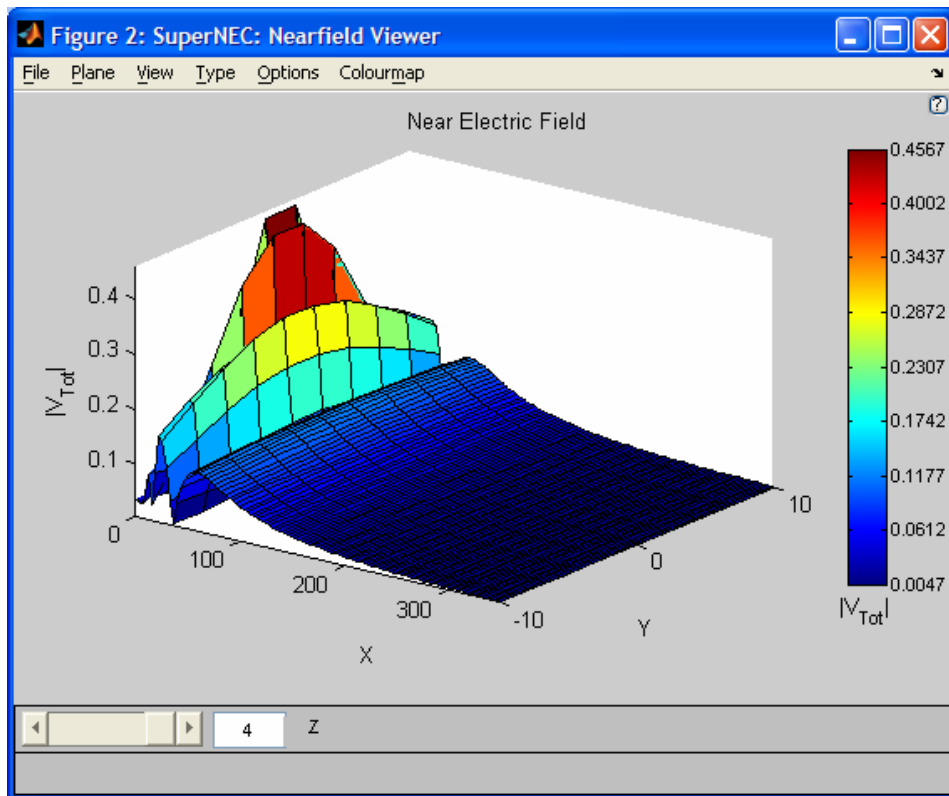 Figure 2: SuperNEC: Nearfield Viewer
File Plane View Type Options Colourmap
Near Electric Field
0.4567
0.4002
0.3437
0.2872
0.2307
0.1742
0.1177
0.0612
0.0047
|V_Tot|
0.4
0.3
0.2
0.1
|V_Tot|
0
100
200
300
X
-10
0
10
Y
4 Z